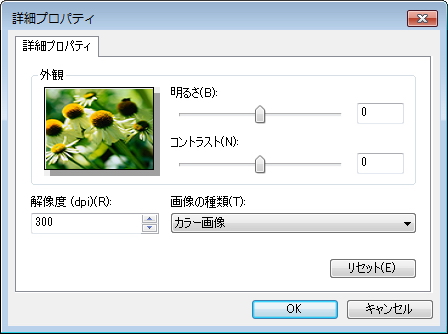 詳細プロパティ
詳細プロパティ
外観
明るさ(B):
0
コントラスト(N):
0
解像度 (dpi)(R):
300
画像の種類(T):
カラー画像
リセット(E)
OK
キャンセル